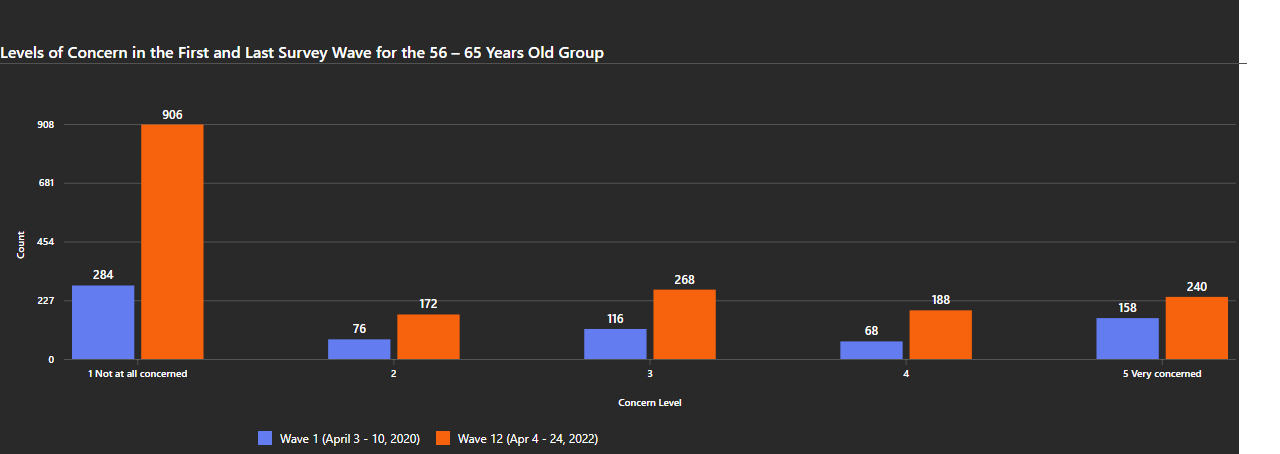 Levels of Concern in the First and Last Survey Wave for the 56 – 65 Years Old Group
906
908
681
454
227
0
Count
284
76
172
116
268
68
188
158
240
1 Not at all concerned
2
3
4
5 Very concerned
Concern Level
Wave 1 (April 3 - 10, 2020)
Wave 12 (Apr 4 - 24, 2022)